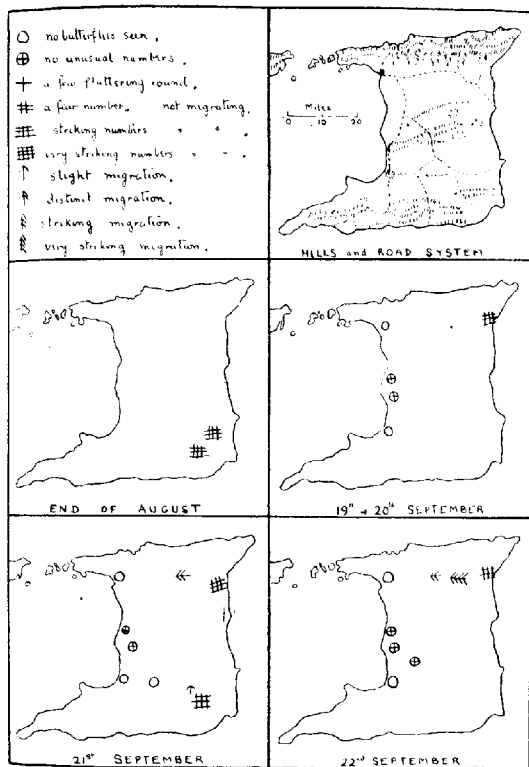 no butterflies seen.
no unusual numbers.
a few fluttering round.
a fair number. not migrating.
striking numbers " "
very striking numbers " "
slight migration.
distinct migration.
striking migration.
very striking migration.
Miles
0 10 20
HILLS and ROAD SYSTEM
END OF AUGUST
19th + 20th SEPTEMBER
21st SEPTEMBER
22nd SEPTEMBER